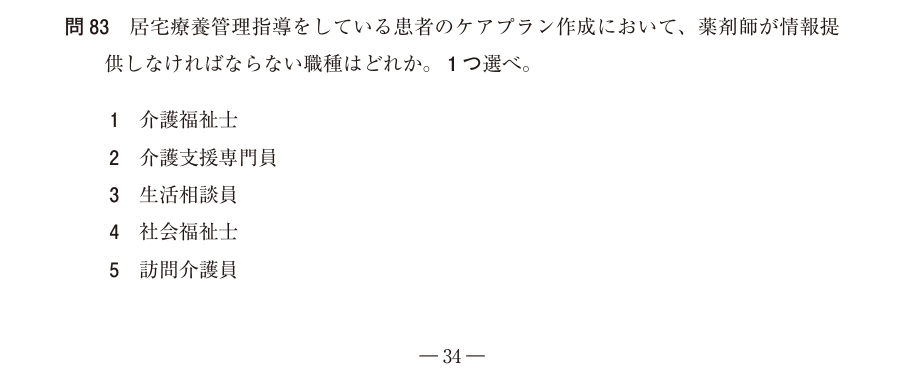 問 83　居宅療養管理指導をしている患者のケアプラン作成において、薬剤師が情報提
供しなければならない職種はどれか。1つ選べ。
1　介護福祉士
2　介護支援専門員
3　生活相談員
4　社会福祉士
5　訪問介護員
— 34 —